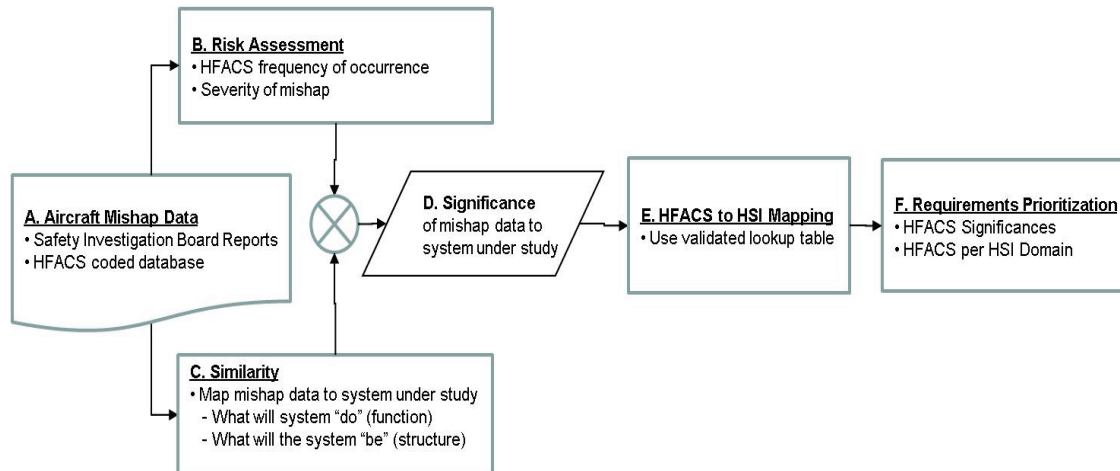 B. Risk Assessment
• HFACS frequency of occurrence
• Severity of mishap
A. Aircraft Mishap Data
• Safety Investigation Board Reports
• HFACS coded database
C. Similarity
• Map mishap data to system under study
- What will system “do” (function)
- What will the system “be” (structure)
D. Significance
of mishap data to
system under study
E. HFACS to HSI Mapping
• Use validated lookup table
F. Requirements Prioritization
• HFACS Significances
• HFACS per HSI Domain